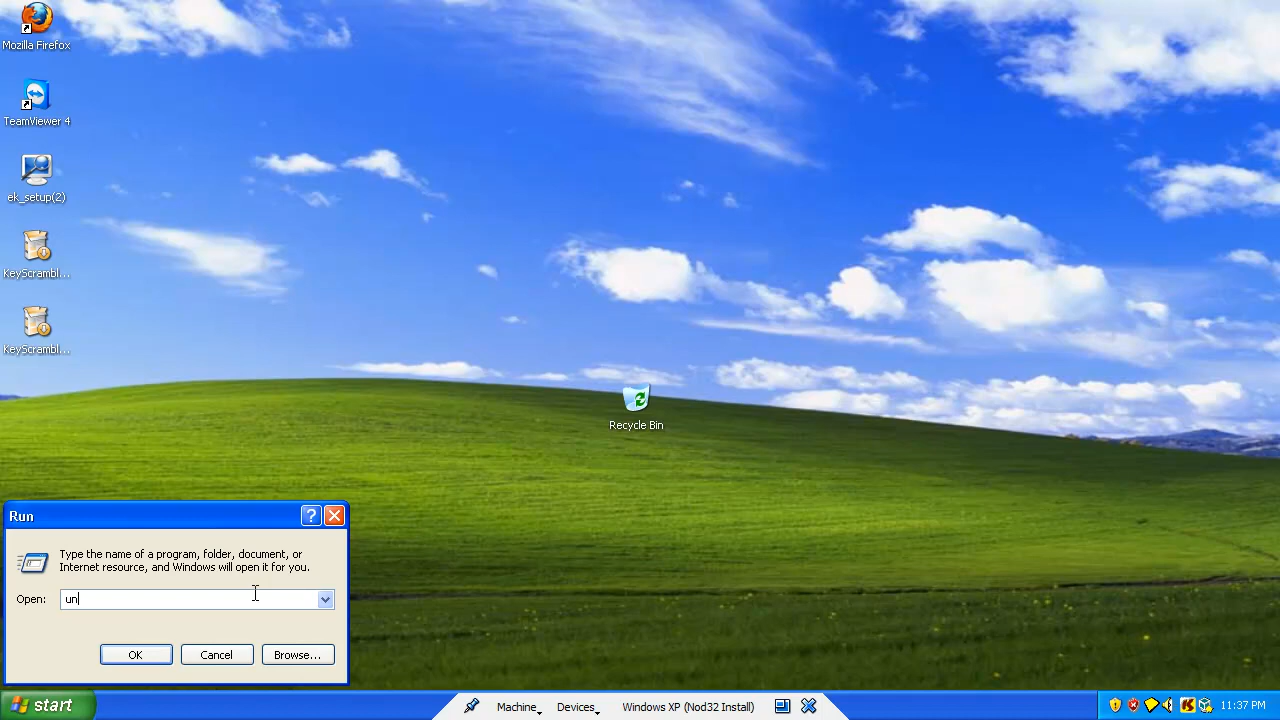 Mozilla Firefox
TeamViewer 4
ek_setup(2)
KeyScrambl...
KeyScrambl...
Recycle Bin
Run
Type the name of a program, folder, document, or
Internet resource, and Windows will open it for you.
Open: un
OK Cancel Browse...
start
Machine Devices Windows XP (Nod32 Install)
11:37 PM